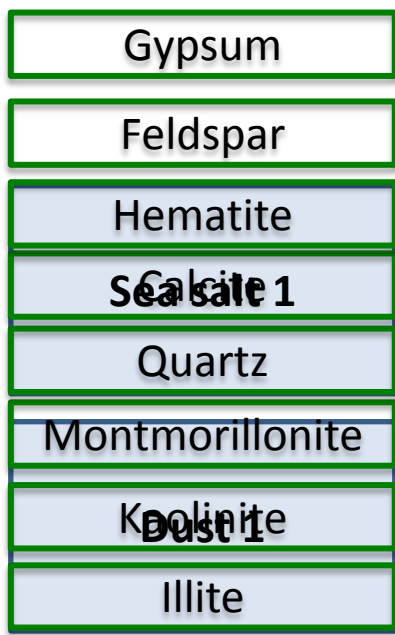 Gypsum
Feldspar
Hematite
Calcite
Sea salt 1
Quartz
Montmorillonite
Kaolinite
Dust 1
Illite